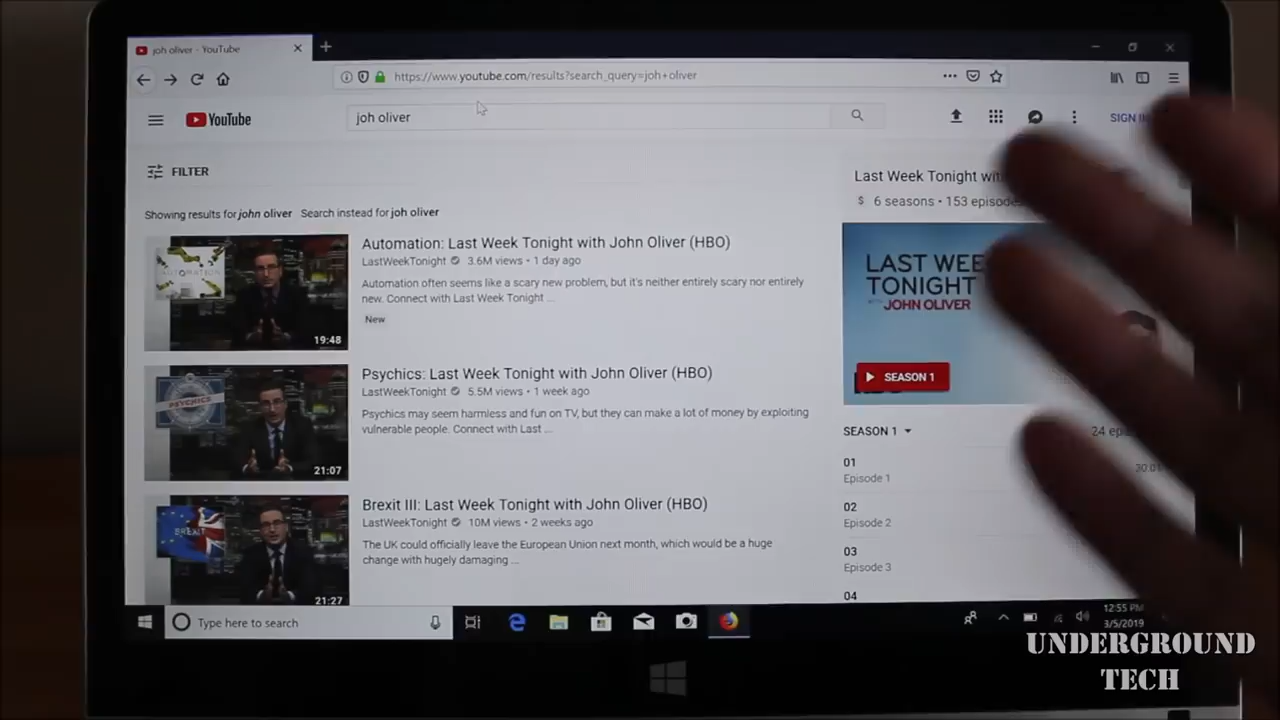 joh oliver - YouTube
https://www.youtube.com/results?search_query=joh+oliver
YouTube
joh oliver
SIGN IN
FILTER
Showing results for john oliver Search instead for joh oliver
Automation: Last Week Tonight with John Oliver (HBO)
LastWeekTonight 3.6M views • 1 day ago
Automation often seems like a scary new problem, but it's neither entirely scary nor entirely
new. Connect with Last Week Tonight ...
New
AUTOMATION
19:48
Psychics: Last Week Tonight with John Oliver (HBO)
LastWeekTonight 5.5M views • 1 week ago
Psychics may seem harmless and fun on TV, but they can make a lot of money by exploiting
vulnerable people. Connect with Last ...
PSYCHICS
21:07
Brexit III: Last Week Tonight with John Oliver (HBO)
LastWeekTonight 10M views • 2 weeks ago
The UK could officially leave the European Union next month, which would be a huge
change with hugely damaging ...
BREXIT
21:27
Last Week Tonight
$ 6 seasons • 153 episodes
LAST WEEK
TONIGHT
WITH JOHN OLIVER
SEASON 1
SEASON 1
24
01
Episode 1
02
Episode 2
03
Episode 3
04
Type here to search
12:55 PM
3/5/2019
UNDERGROUND
TECH